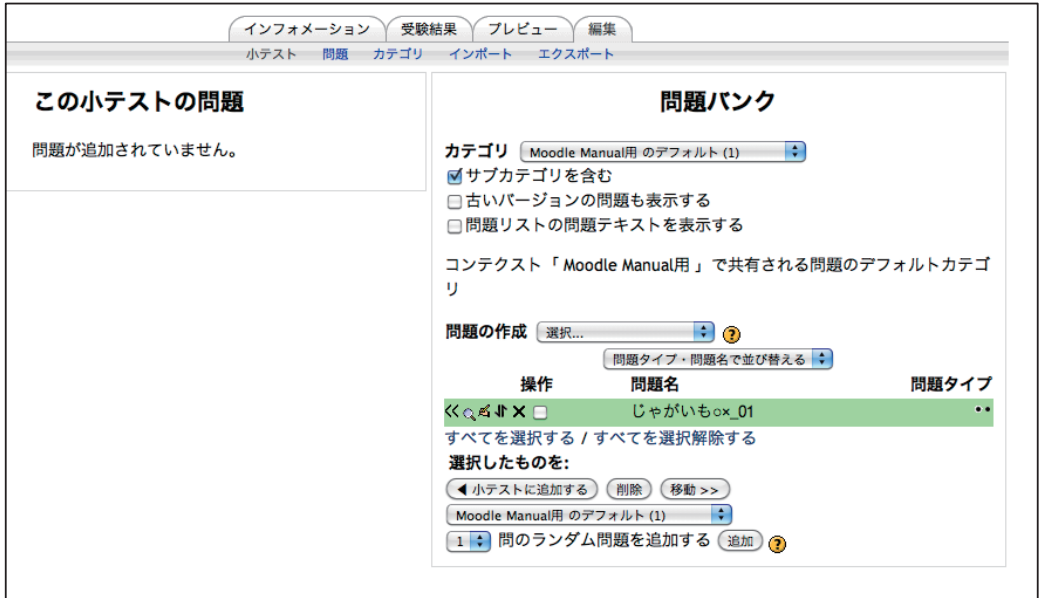 インフォメーション 受験結果 プレビュー 編集
小テスト 問題 カテゴリ インポート エクスポート
この小テストの問題
問題が追加されていません。
問題バンク
カテゴリ Moodle Manual用 のデフォルト (1)
サブカテゴリを含む
古いバージョンの問題も表示する
問題リストの問題テキストを表示する
コンテクスト「 Moodle Manual用 」で共有される問題のデフォルトカテゴ
リ
問題の作成 選択... ?
問題タイプ・問題名で並び替える
操作 問題名 問題タイプ
じゃがいも○×_01
すべてを選択する / すべてを選択解除する
選択したものを:
◀ 小テストに追加する 削除 移動 >>
Moodle Manual用 のデフォルト (1)
1 問のランダム問題を追加する 追加 ?